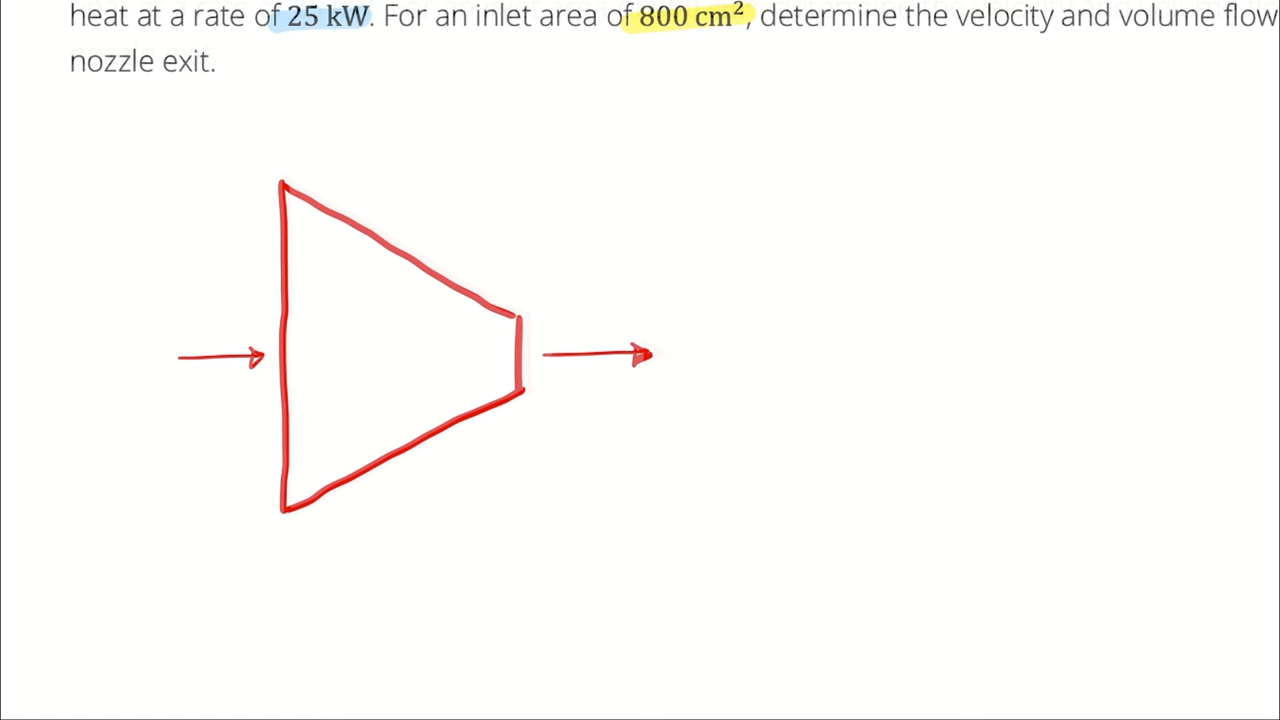 heat at a rate of 25 kW. For an inlet area of 800 cm², determine the velocity and volume flow
nozzle exit.